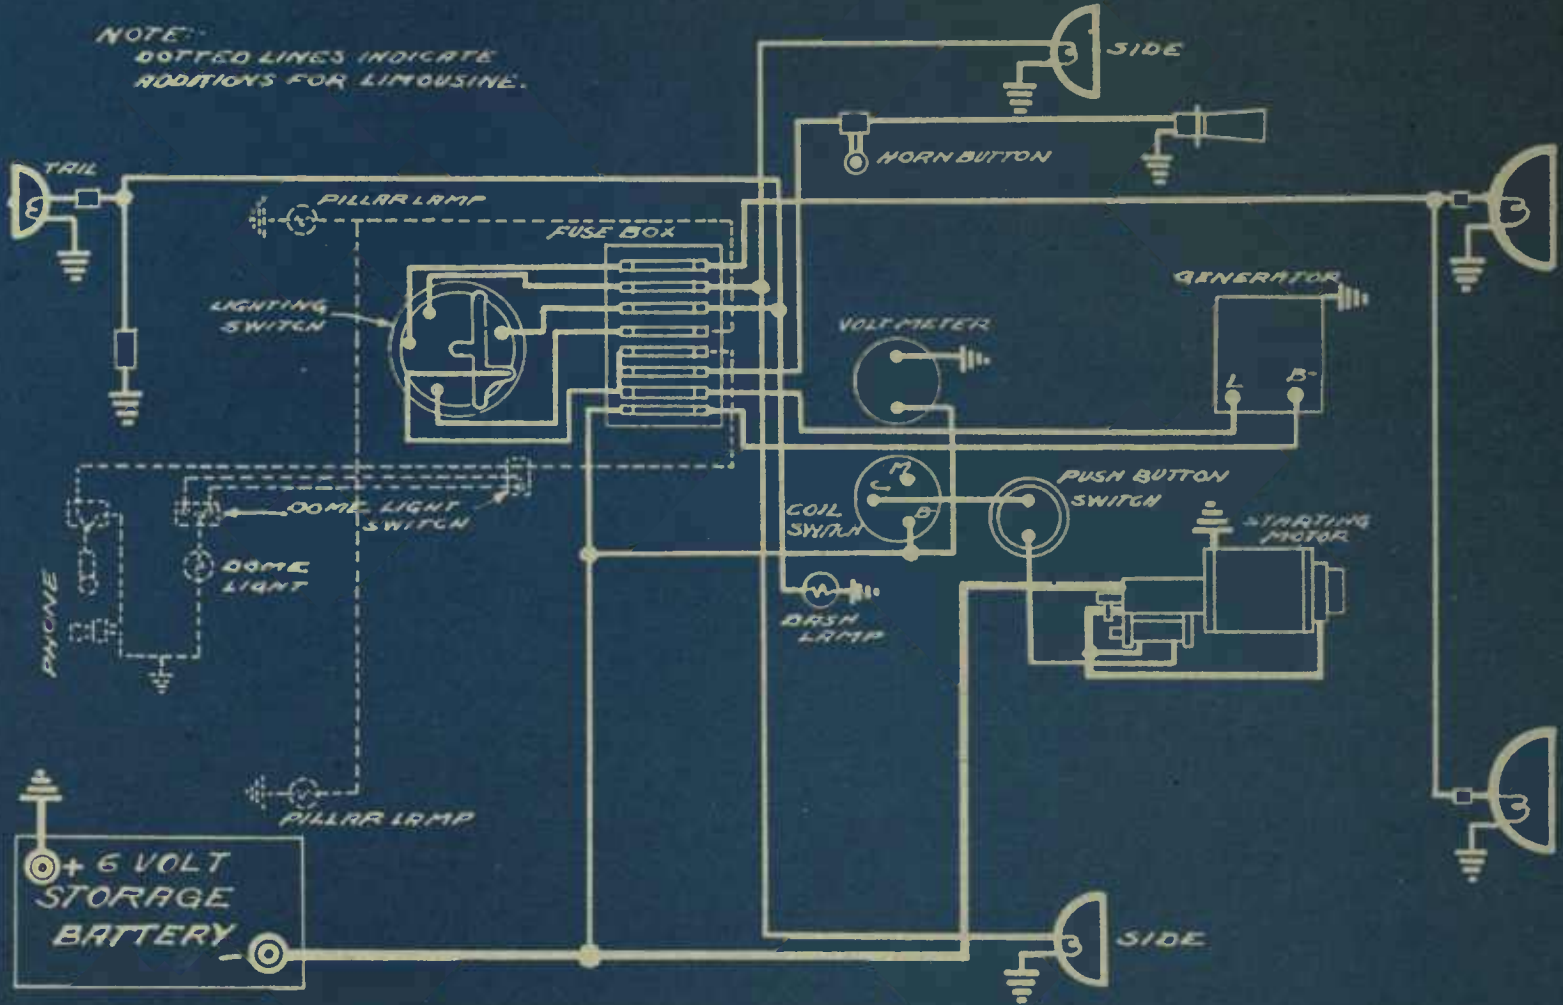 NOTE:-
DOTTED LINES INDICATE
ADDITIONS FOR LIMOUSINE.
SIDE
HORN BUTTON
TAIL
PILLAR LAMP
FUSE BOX
GENERATOR
LIGHTING
SWITCH
VOLT METER
L
B-
M
C
B
COIL
SWITCH
PUSH BUTTON
SWITCH
STARTING
MOTOR
DOME LIGHT
SWITCH
DOME
LIGHT
PHONE
DASH
LAMP
PILLAR LAMP
+ 6 VOLT
STORAGE
BATTERY
-
SIDE